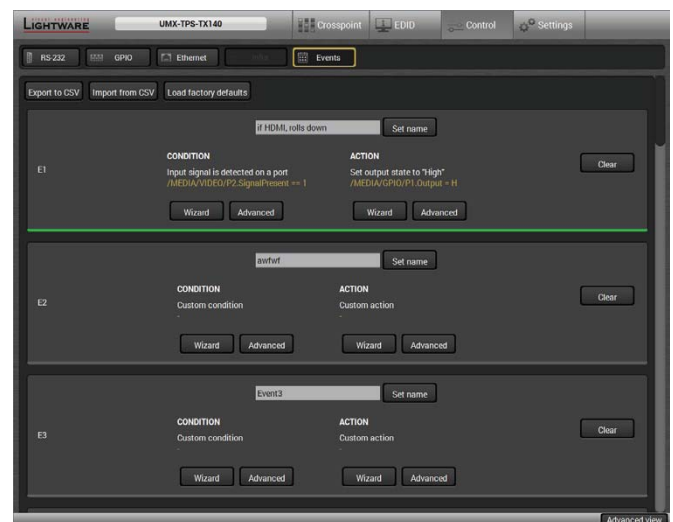 LIGHTWARE UMX-TPS-TX140 Crosspoint EDID Control Settings
RS-232 GPIO Ethernet Events
Export to CSV Import from CSV Load factory defaults
if HDMI, rolls down Set name
CONDITION ACTION
E1 Input signal is detected on a port Set output state to "High" Clear
/MEDIA/VIDEO/P2.SignalPresent == 1 /MEDIA/GPIO/P1.Output = H
Wizard Advanced Wizard Advanced
awfwf Set name
CONDITION ACTION
E2 Custom condition Custom action Clear
- -
Wizard Advanced Wizard Advanced
Event3 Set name
CONDITION ACTION
E3 Custom condition Custom action Clear
- -
Wizard Advanced Wizard Advanced
Advanced view